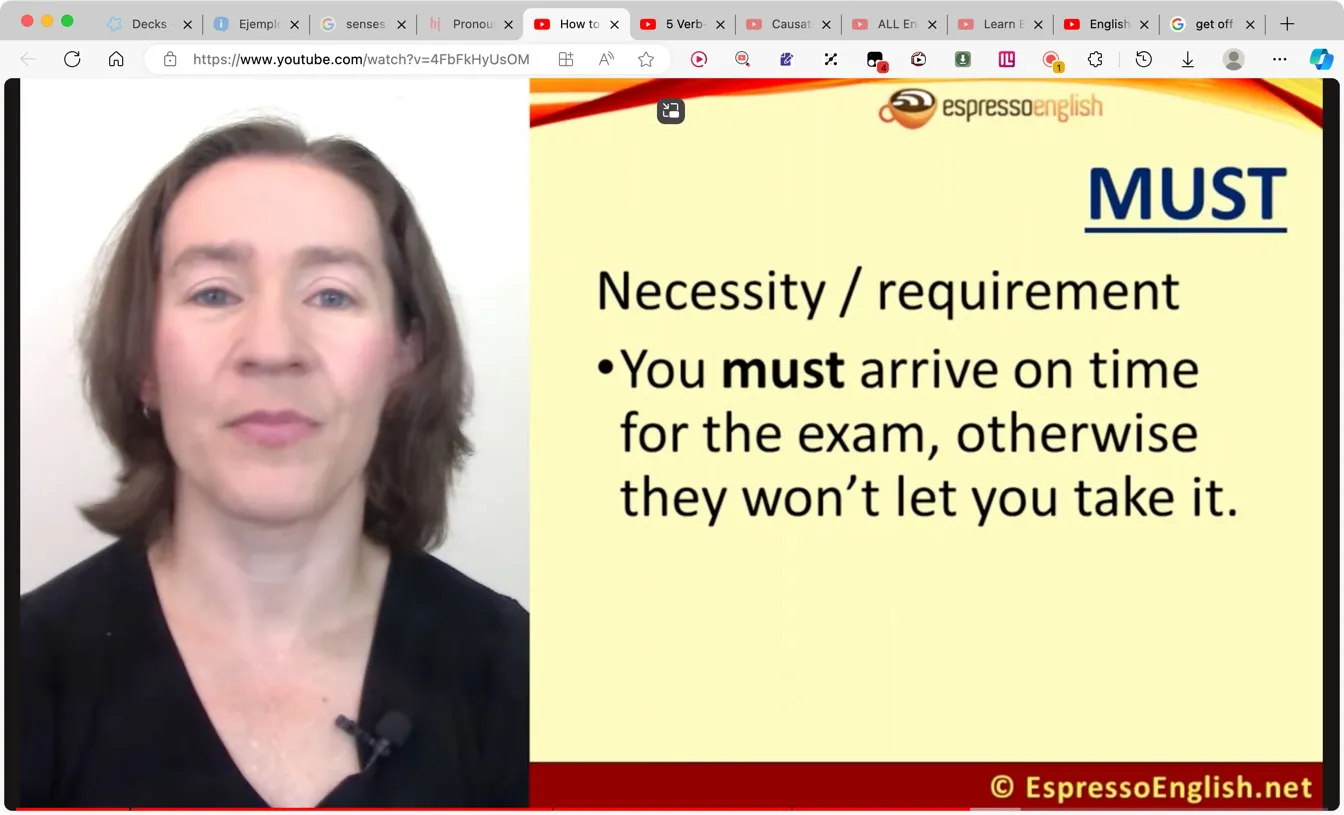 Decks
Ejempl
senses
Pronou
How to
5 Verb-
Causat
ALL En
Learn E
English
get off
https://www.youtube.com/watch?v=4FbFkHyUsOM
4
1
espressoenglish
MUST
Necessity / requirement
•You must arrive on time
for the exam, otherwise
they won’t let you take it.
© EspressoEnglish.net